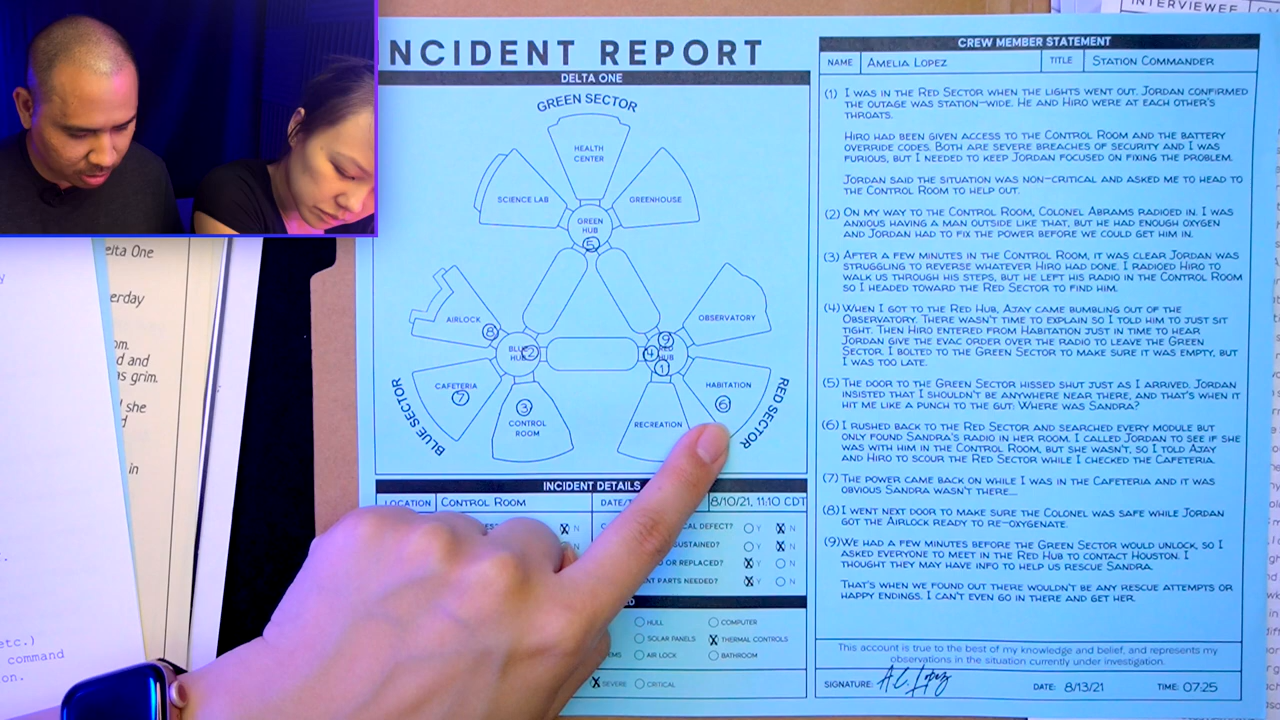 INTERVIEWEE
INCIDENT REPORT
DELTA ONE
GREEN SECTOR
HEALTH
CENTER
SCIENCE LAB
GREENHOUSE
GREEN
HUB
5
AIRLOCK
8
OBSERVATORY
9
BLUE
HUB
2
4
RED
HUB
1
CAFETERIA
7
HABITATION
6
3
CONTROL
ROOM
RECREATION
BLUE SECTOR
RED SECTOR
INCIDENT DETAILS
LOCATION CONTROL ROOM
8/10/21, 11:10 CDT
X N
CAL DEFECT? Y X N
N
SUSTAINED? Y X N
D OR REPLACED? X Y N
NT PARTS NEEDED? X Y N
HULL COMPUTER
SOLAR PANELS X THERMAL CONTROLS
EMS AIR LOCK BATHROOM
X SEVERE CRITICAL
CREW MEMBER STATEMENT
NAME AMELIA LOPEZ TITLE STATION COMMANDER
(1) I WAS IN THE RED SECTOR WHEN THE LIGHTS WENT OUT. JORDAN CONFIRMED
THE OUTAGE WAS STATION-WIDE. HE AND HIRO WERE AT EACH OTHER'S
THROATS.
HIRO HAD BEEN GIVEN ACCESS TO THE CONTROL ROOM AND THE BATTERY
OVERRIDE CODES. BOTH ARE SEVERE BREACHES OF SECURITY AND I WAS
FURIOUS, BUT I NEEDED TO KEEP JORDAN FOCUSED ON FIXING THE PROBLEM.
JORDAN SAID THE SITUATION WAS NON-CRITICAL AND ASKED ME TO HEAD TO
THE CONTROL ROOM TO HELP OUT.
(2) ON MY WAY TO THE CONTROL ROOM, COLONEL ABRAMS RADIOED IN. I WAS
ANXIOUS HAVING A MAN OUTSIDE LIKE THAT, BUT HE HAD ENOUGH OXYGEN
AND JORDAN HAD TO FIX THE POWER BEFORE WE COULD GET HIM IN.
(3) AFTER A FEW MINUTES IN THE CONTROL ROOM, IT WAS CLEAR JORDAN WAS
STRUGGLING TO REVERSE WHATEVER HIRO HAD DONE. I RADIOED HIRO TO
WALK US THROUGH HIS STEPS, BUT HE LEFT HIS RADIO IN THE CONTROL ROOM
SO I HEADED TOWARD THE RED SECTOR TO FIND HIM.
(4) WHEN I GOT TO THE RED HUB, AJAY CAME BUMBLING OUT OF THE
OBSERVATORY. THERE WASN'T TIME TO EXPLAIN SO I TOLD HIM TO JUST SIT
TIGHT. THEN HIRO ENTERED FROM HABITATION JUST IN TIME TO HEAR
JORDAN GIVE THE EVAC ORDER OVER THE RADIO TO LEAVE THE GREEN
SECTOR. I BOLTED TO THE GREEN SECTOR TO MAKE SURE IT WAS EMPTY, BUT
I WAS TOO LATE.
(5) THE DOOR TO THE GREEN SECTOR HISSED SHUT JUST AS I ARRIVED. JORDAN
INSISTED THAT I SHOULDN'T BE ANYWHERE NEAR THERE, AND THAT'S WHEN IT
HIT ME LIKE A PUNCH TO THE GUT: WHERE WAS SANDRA?
(6) I RUSHED BACK TO THE RED SECTOR AND SEARCHED EVERY MODULE BUT
ONLY FOUND SANDRA'S RADIO IN HER ROOM. I CALLED JORDAN TO SEE IF SHE
WAS WITH HIM IN THE CONTROL ROOM, BUT SHE WASN'T, SO I TOLD AJAY
AND HIRO TO SCOUR THE RED SECTOR WHILE I CHECKED THE CAFETERIA.
(7) THE POWER CAME BACK ON WHILE I WAS IN THE CAFETERIA AND IT WAS
OBVIOUS SANDRA WASN'T THERE....
(8) I WENT NEXT DOOR TO MAKE SURE THE COLONEL WAS SAFE WHILE JORDAN
GOT THE AIRLOCK READY TO RE-OXYGENATE.
(9) WE HAD A FEW MINUTES BEFORE THE GREEN SECTOR WOULD UNLOCK, SO I
ASKED EVERYONE TO MEET IN THE RED HUB TO CONTACT HOUSTON. I
THOUGHT THEY MAY HAVE INFO TO HELP US RESCUE SANDRA.
THAT'S WHEN WE FOUND OUT THERE WOULDN'T BE ANY RESCUE ATTEMPTS OR
HAPPY ENDINGS. I CAN'T EVEN GO IN THERE AND GET HER.
This account is true to the best of my knowledge and belief, and represents my
observations in the situation currently under investigation.
SIGNATURE: A.C. Lopez DATE: 8/13/21 TIME: 07:25
Delta One
erday
om.
d and
as grim.
she
d
in
etc.)
command
on.